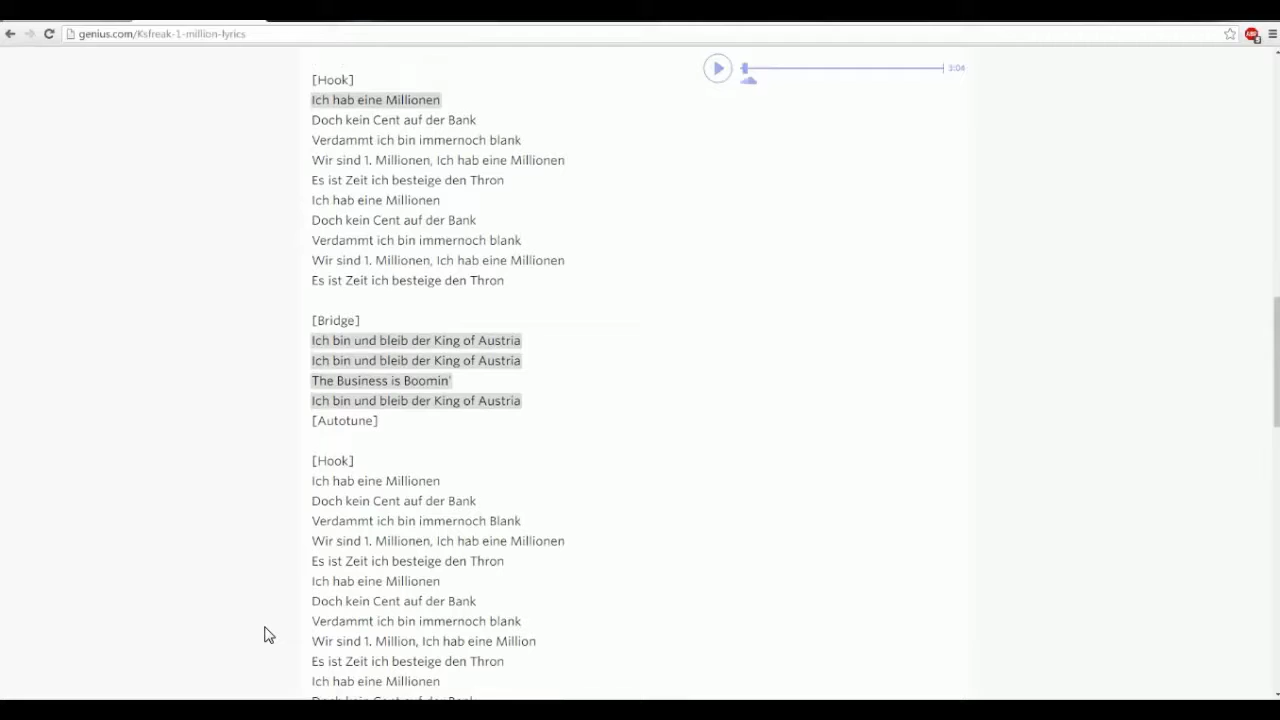 genius.com/Ksfreak-1-million-lyrics
ABP
3:04
[Hook]
Ich hab eine Millionen
Doch kein Cent auf der Bank
Verdammt ich bin immernoch blank
Wir sind 1. Millionen, Ich hab eine Millionen
Es ist Zeit ich besteige den Thron
Ich hab eine Millionen
Doch kein Cent auf der Bank
Verdammt ich bin immernoch blank
Wir sind 1. Millionen, Ich hab eine Millionen
Es ist Zeit ich besteige den Thron
[Bridge]
Ich bin und bleib der King of Austria
Ich bin und bleib der King of Austria
The Business is Boomin'
Ich bin und bleib der King of Austria
[Autotune]
[Hook]
Ich hab eine Millionen
Doch kein Cent auf der Bank
Verdammt ich bin immernoch Blank
Wir sind 1. Millionen, Ich hab eine Millionen
Es ist Zeit ich besteige den Thron
Ich hab eine Millionen
Doch kein Cent auf der Bank
Verdammt ich bin immernoch blank
Wir sind 1. Million, Ich hab eine Million
Es ist Zeit ich besteige den Thron
Ich hab eine Millionen
Doch kein Cent auf der Bank